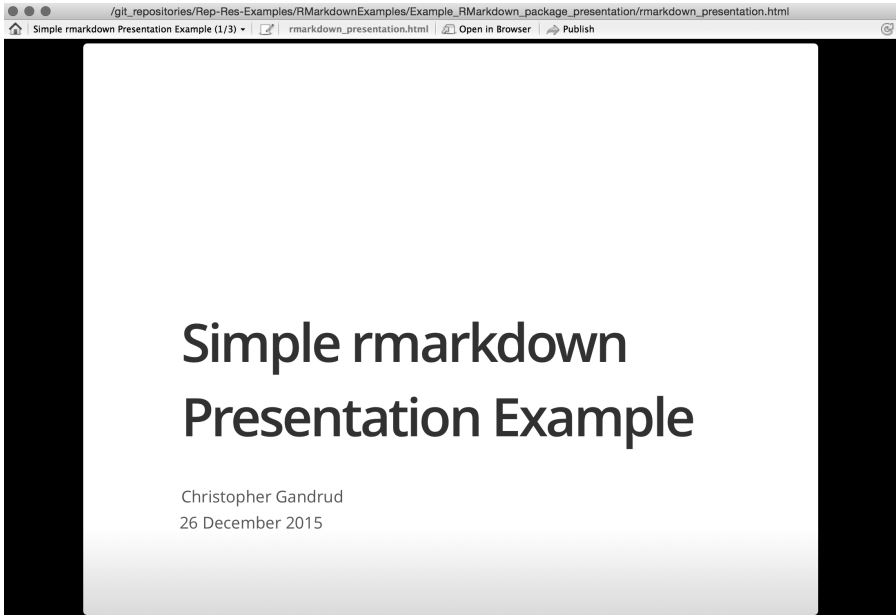 /git_repositories/Rep-Res-Examples/RMarkdownExamples/Example_RMarkdown_package_presentation/rmarkdown_presentation.html
Simple rmarkdown Presentation Example (1/3) rmarkdown_presentation.html Open in Browser Publish
Simple rmarkdown
Presentation Example
Christopher Gandrud
26 December 2015